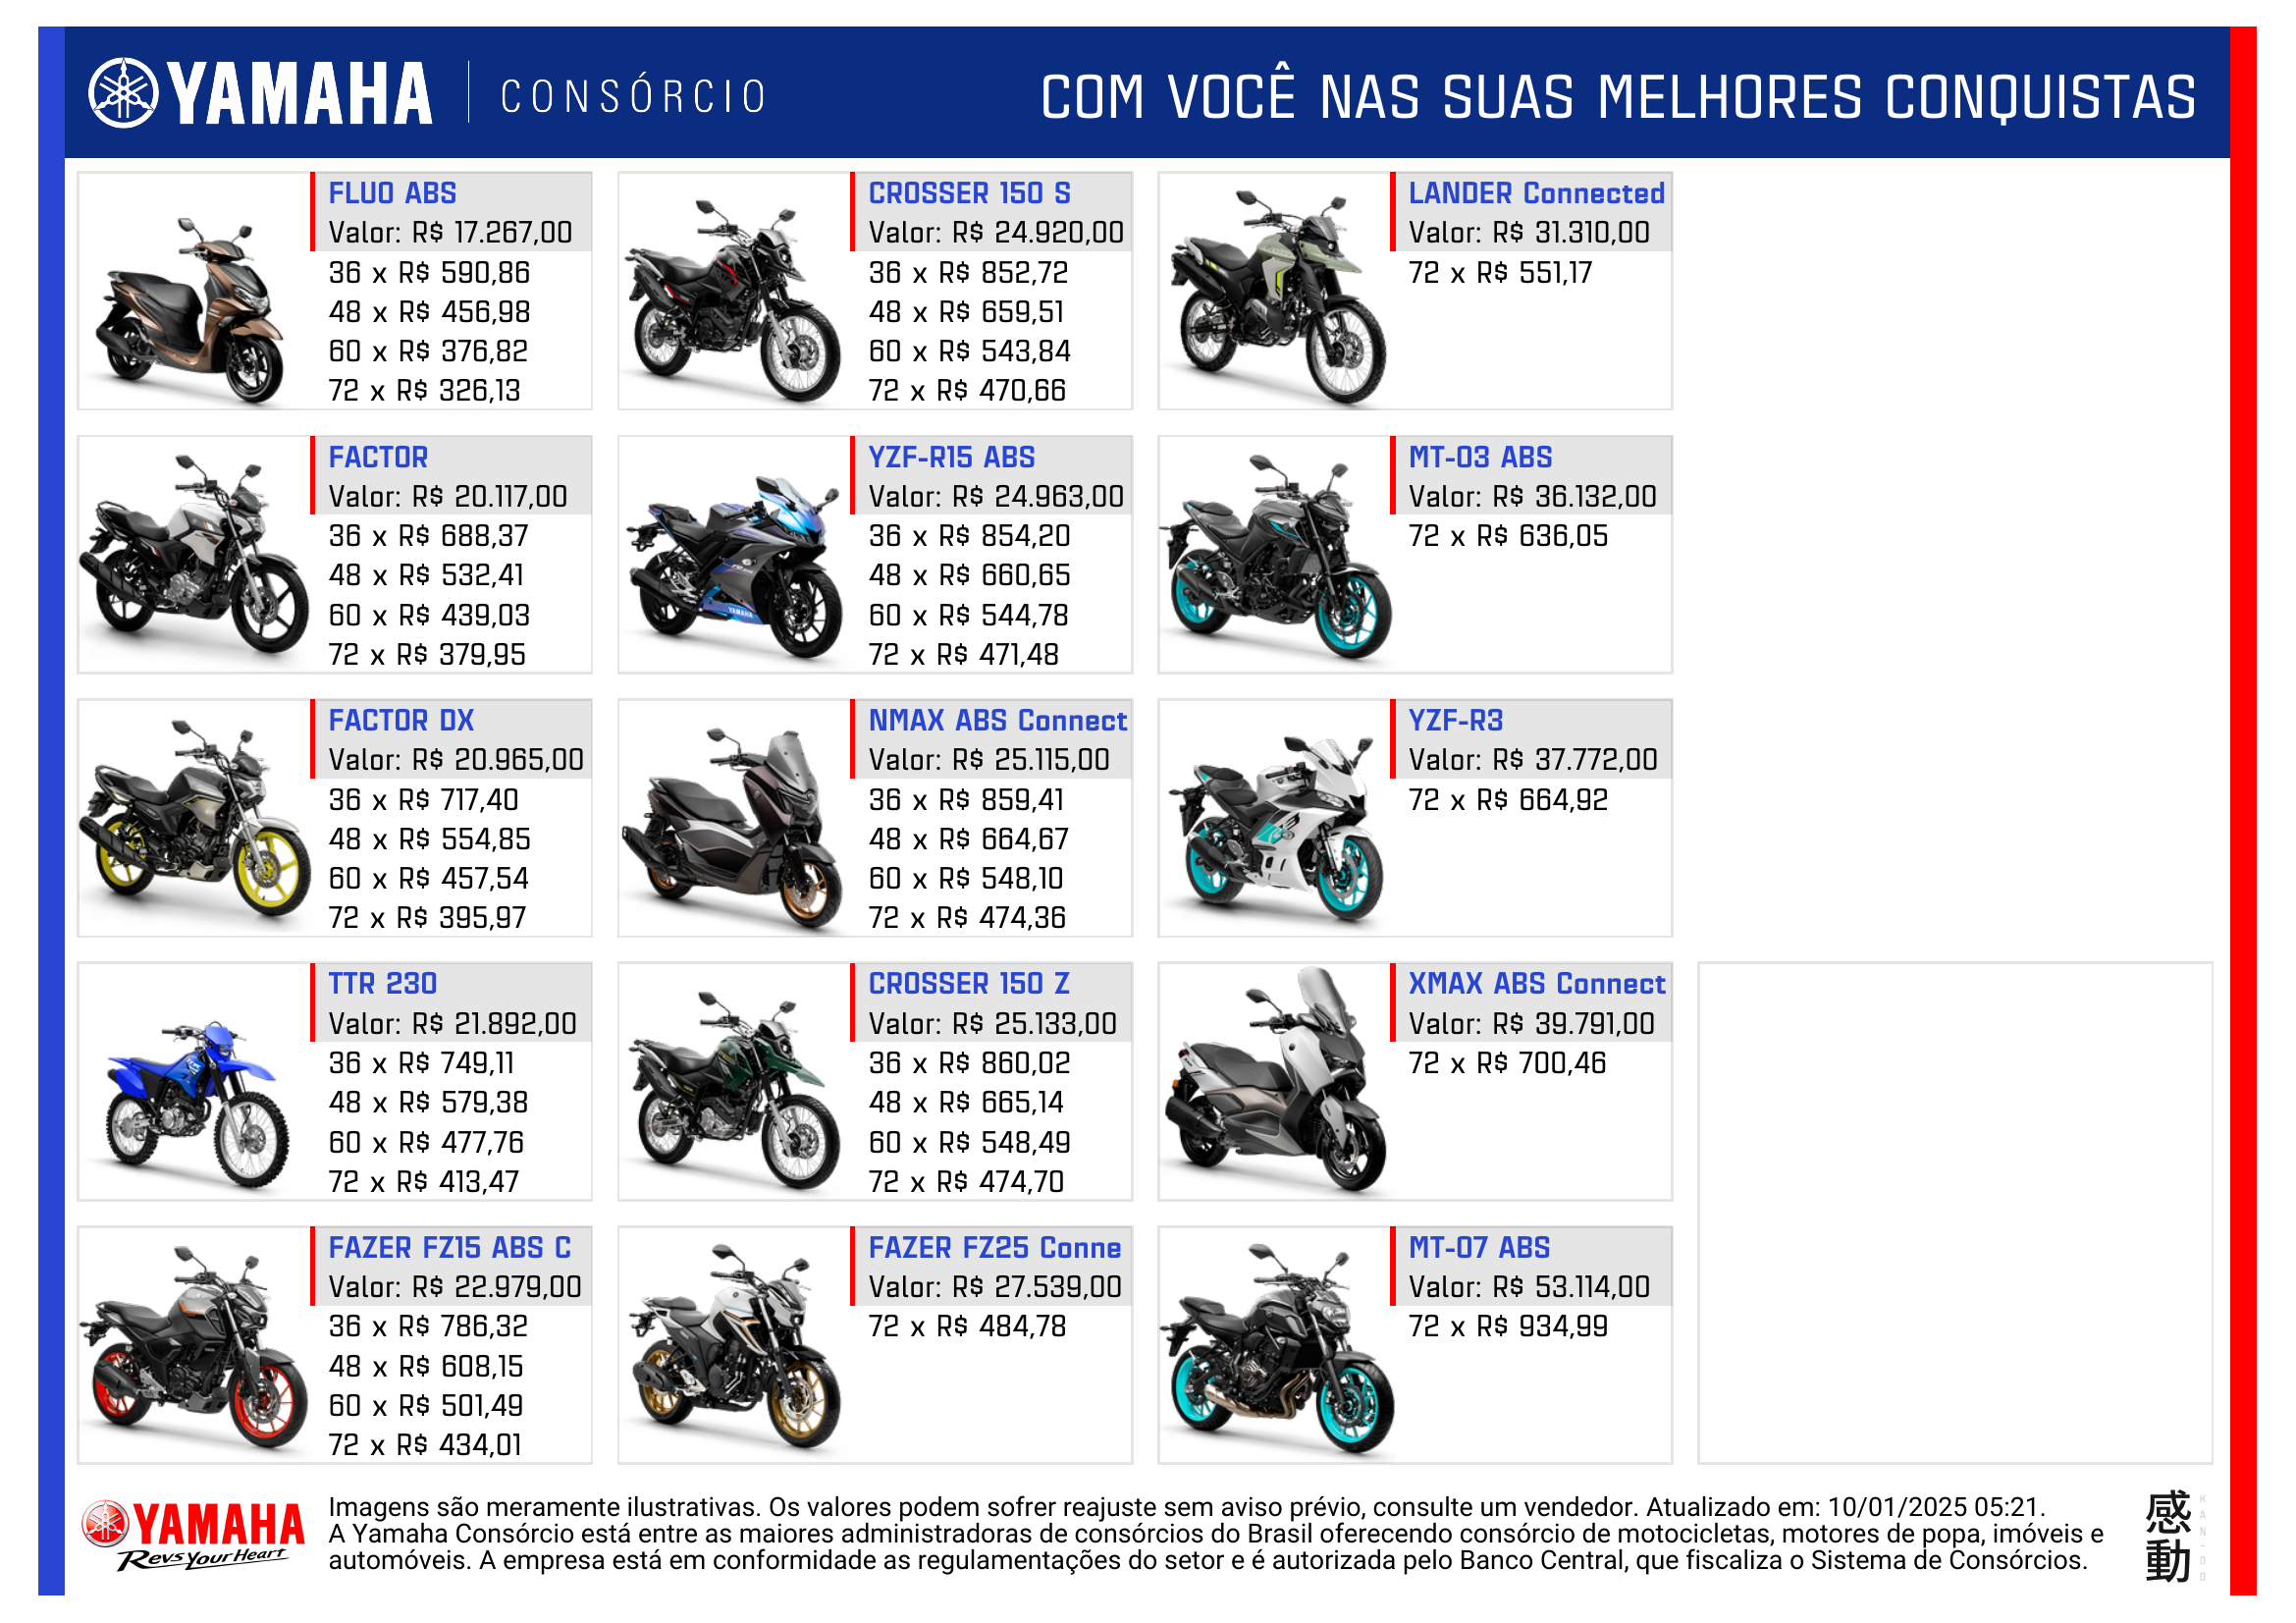 YAMAHA CONSÓRCIO
COM VOCÊ NAS SUAS MELHORES CONQUISTAS
FLUO ABS
Valor: R$ 17.267,00
36 x R$ 590,86
48 x R$ 456,98
60 x R$ 376,82
72 x R$ 326,13
FACTOR
Valor: R$ 20.117,00
36 x R$ 688,37
48 x R$ 532,41
60 x R$ 439,03
72 x R$ 379,95
FACTOR DX
Valor: R$ 20.965,00
36 x R$ 717,40
48 x R$ 554,85
60 x R$ 457,54
72 x R$ 395,97
TTR 230
Valor: R$ 21.892,00
36 x R$ 749,11
48 x R$ 579,38
60 x R$ 477,76
72 x R$ 413,47
FAZER FZ15 ABS C
Valor: R$ 22.979,00
36 x R$ 786,32
48 x R$ 608,15
60 x R$ 501,49
72 x R$ 434,01
CROSSER 150 S
Valor: R$ 24.920,00
36 x R$ 852,72
48 x R$ 659,51
60 x R$ 543,84
72 x R$ 470,66
YZF-R15 ABS
Valor: R$ 24.963,00
36 x R$ 854,20
48 x R$ 660,65
60 x R$ 544,78
72 x R$ 471,48
YAMAHA
NMAX ABS Connect
Valor: R$ 25.115,00
36 x R$ 859,41
48 x R$ 664,67
60 x R$ 548,10
72 x R$ 474,36
CROSSER 150 Z
Valor: R$ 25.133,00
36 x R$ 860,02
48 x R$ 665,14
60 x R$ 548,49
72 x R$ 474,70
FAZER FZ25 Conne
Valor: R$ 27.539,00
72 x R$ 484,78
LANDER Connected
Valor: R$ 31.310,00
72 x R$ 551,17
MT-03 ABS
Valor: R$ 36.132,00
72 x R$ 636,05
YZF-R3
Valor: R$ 37.772,00
72 x R$ 664,92
XMAX ABS Connect
Valor: R$ 39.791,00
72 x R$ 700,46
MT-07 ABS
Valor: R$ 53.114,00
72 x R$ 934,99
YAMAHA
Revs Your Heart
Imagens são meramente ilustrativas. Os valores podem sofrer reajuste sem aviso prévio, consulte um vendedor. Atualizado em: 10/01/2025 05:21.
A Yamaha Consórcio está entre as maiores administradoras de consórcios do Brasil oferecendo consórcio de motocicletas, motores de popa, imóveis e
automóveis. A empresa está em conformidade as regulamentações do setor e é autorizada pelo Banco Central, que fiscaliza o Sistema de Consórcios.
感動
KAN-DO